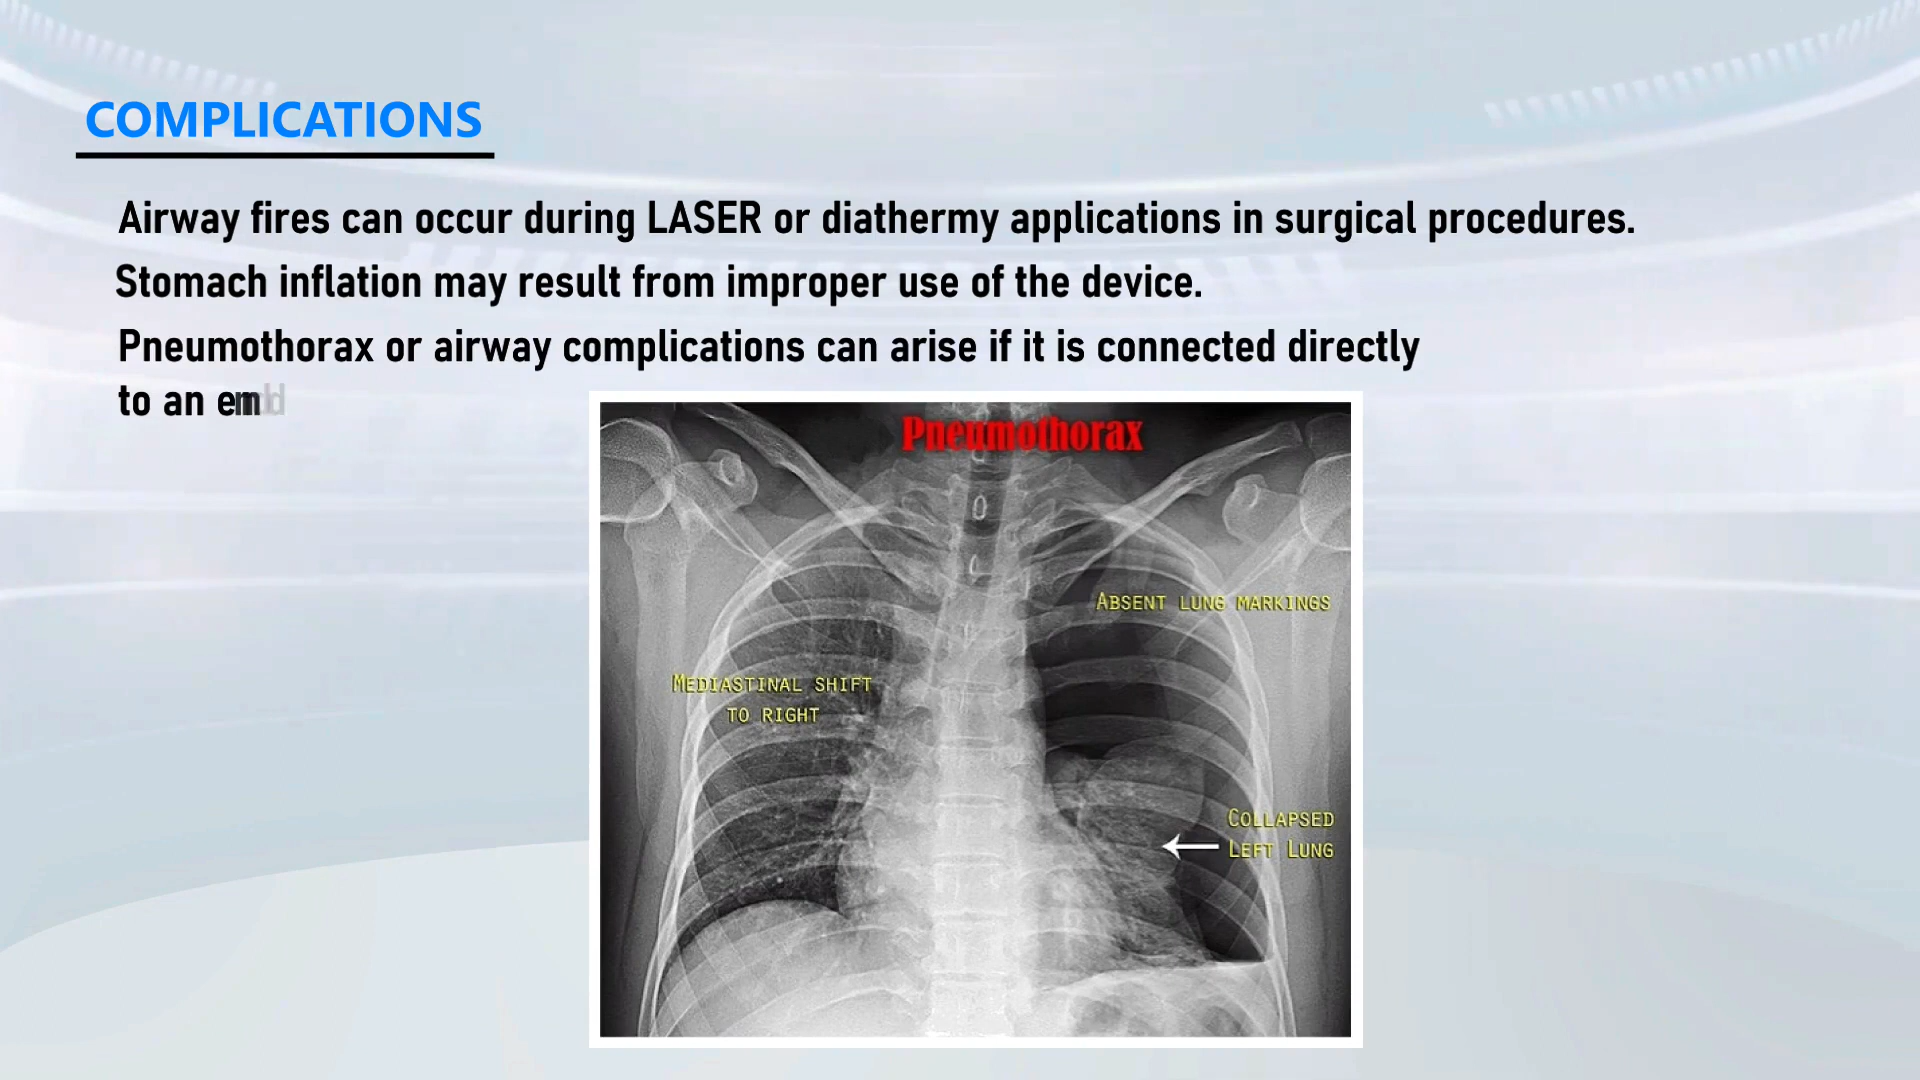 COMPLICATIONS
Airway fires can occur during LASER or diathermy applications in surgical procedures.
Stomach inflation may result from improper use of the device.
Pneumothorax or airway complications can arise if it is connected directly
to an
Pneumothorax
ABSENT LUNG MARKINGS
MEDIASTINAL SHIFT
TO RIGHT
COLLAPSED
LEFT LUNG